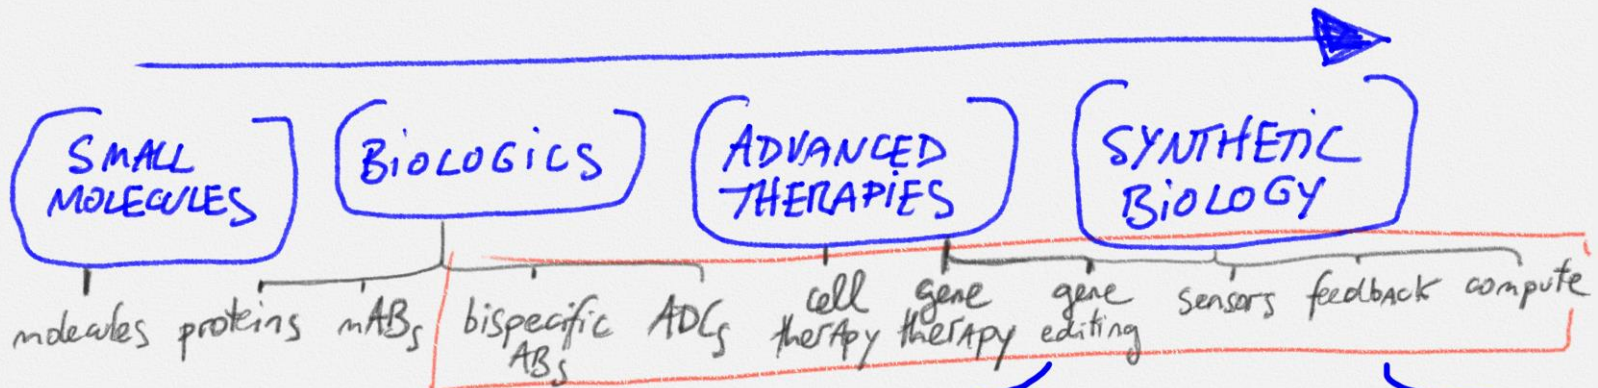 SMALL
MOLECULES
BiOLOGiCS
ADVANCED
THERAPIES
SYNTHETiC
BiOLOGY
molecules
proteins
mABs
bispecific
ABs
ADCs
cell
therapy
gene
therapy
gene
editing
sensors
feedback
compute